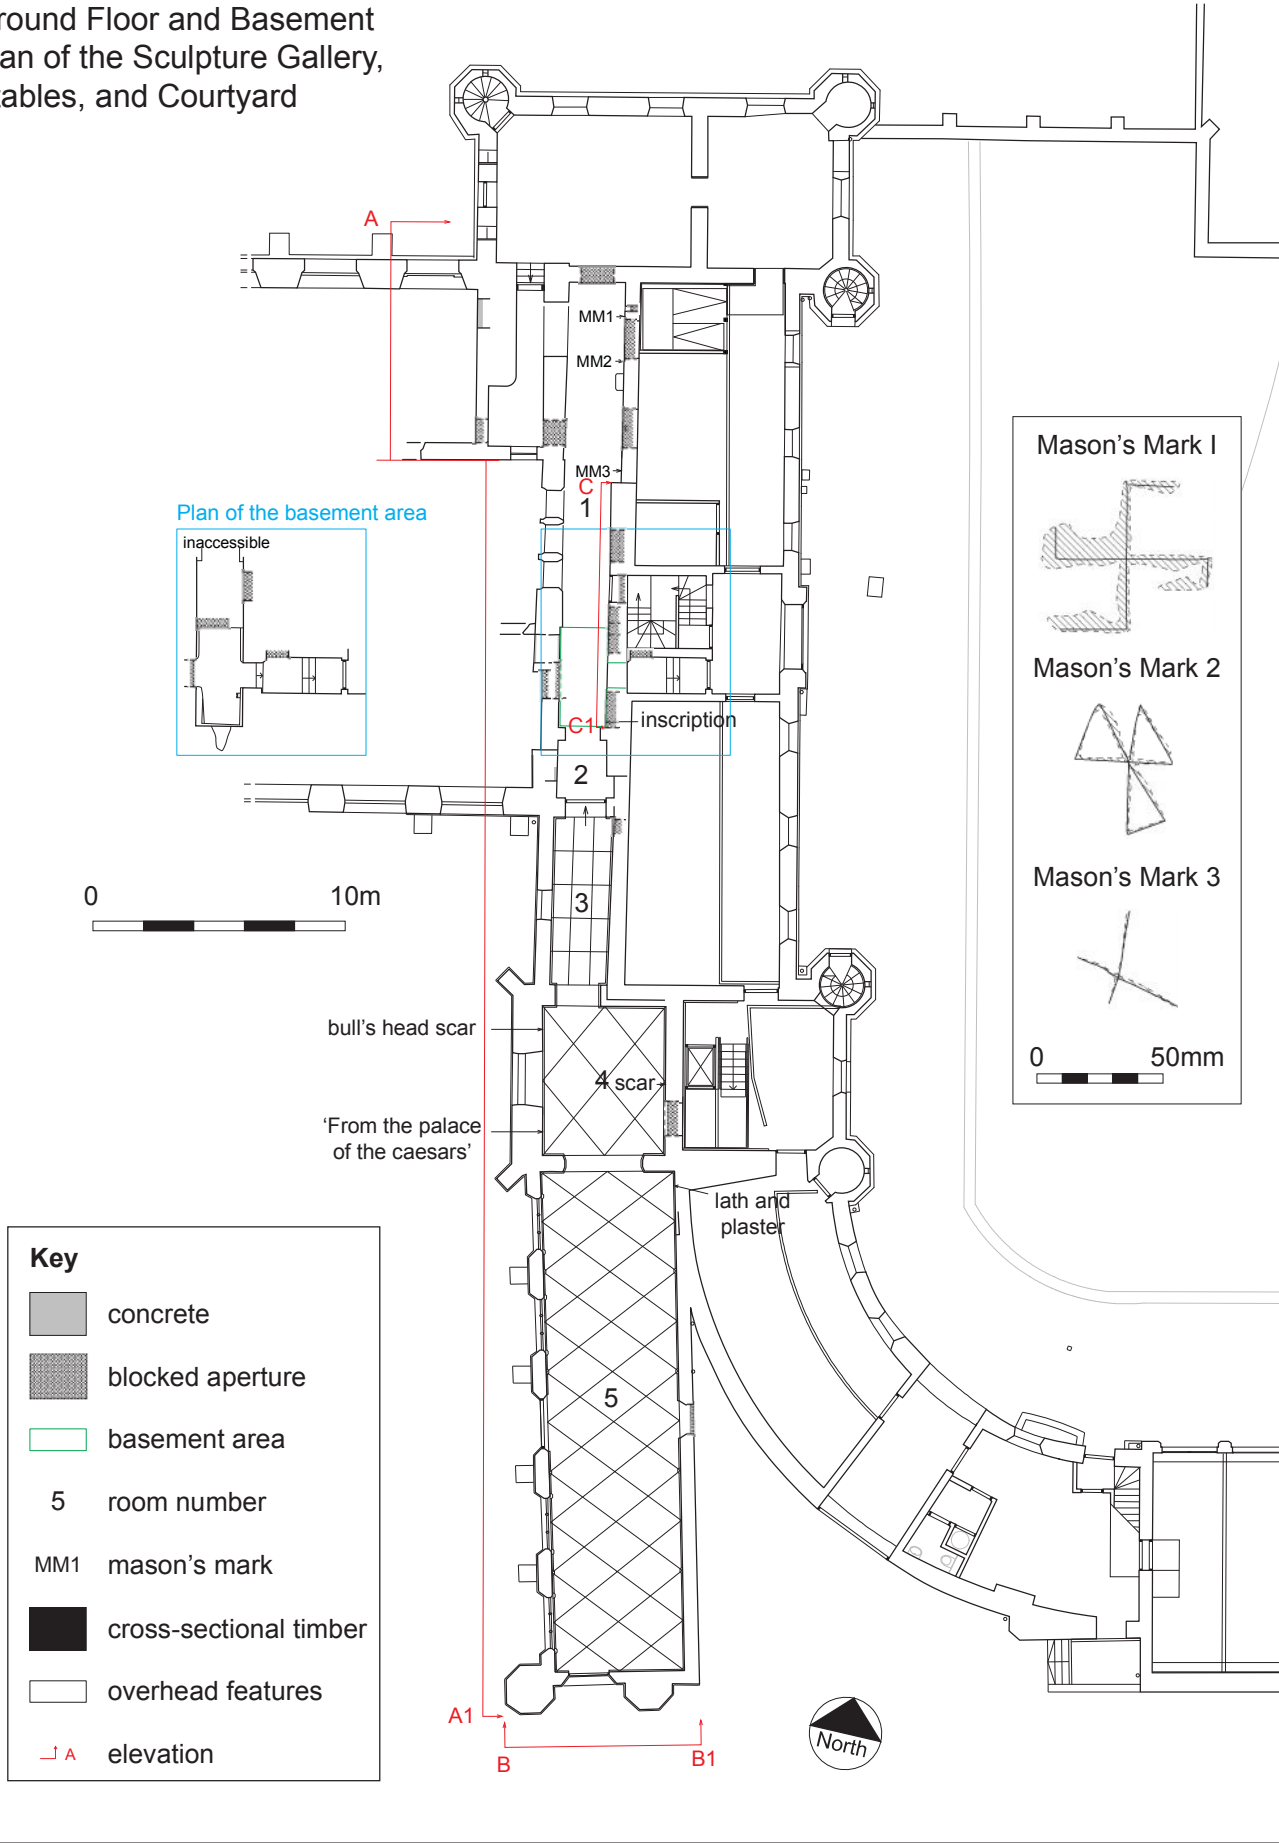 round Floor and Basement
an of the Sculpture Gallery,
tables, and Courtyard
A
MM1
MM2
MM3
C
1
Plan of the basement area
inaccessible
C1
inscription
2
3
0 10m
bull's head scar
4 scar
'From the palace
of the caesars'
lath and
plaster
5
A1
B
B1
North
Mason's Mark I
Mason's Mark 2
Mason's Mark 3
0 50mm
Key
concrete
blocked aperture
basement area
5 room number
MM1 mason's mark
cross-sectional timber
overhead features
A elevation